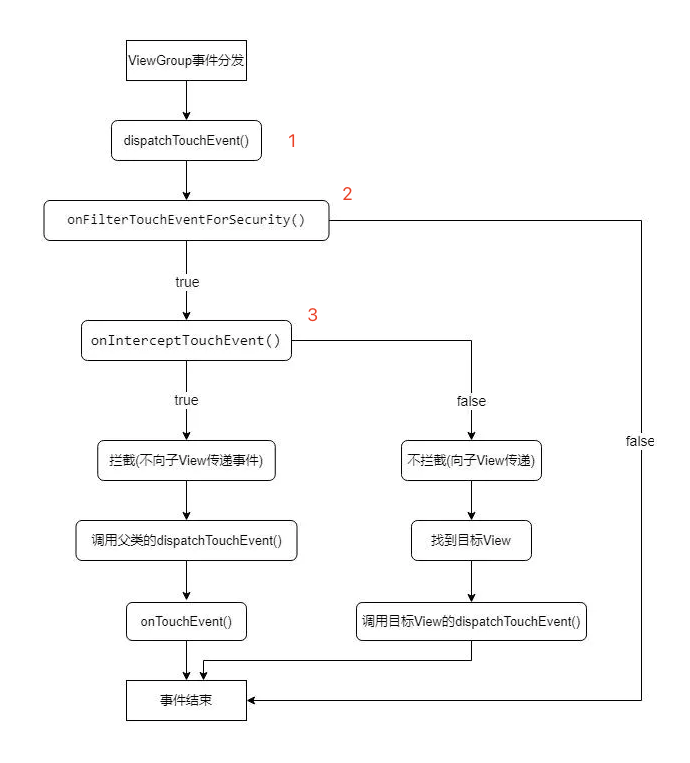 ViewGroup事件分发
dispatchTouchEvent()
1
2
onFilterTouchEventForSecurity()
true
3
onInterceptTouchEvent()
true
false
false
拦截(不向子View传递事件)
不拦截(向子View传递)
调用父类的dispatchTouchEvent()
找到目标View
onTouchEvent()
调用目标View的dispatchTouchEvent()
事件结束